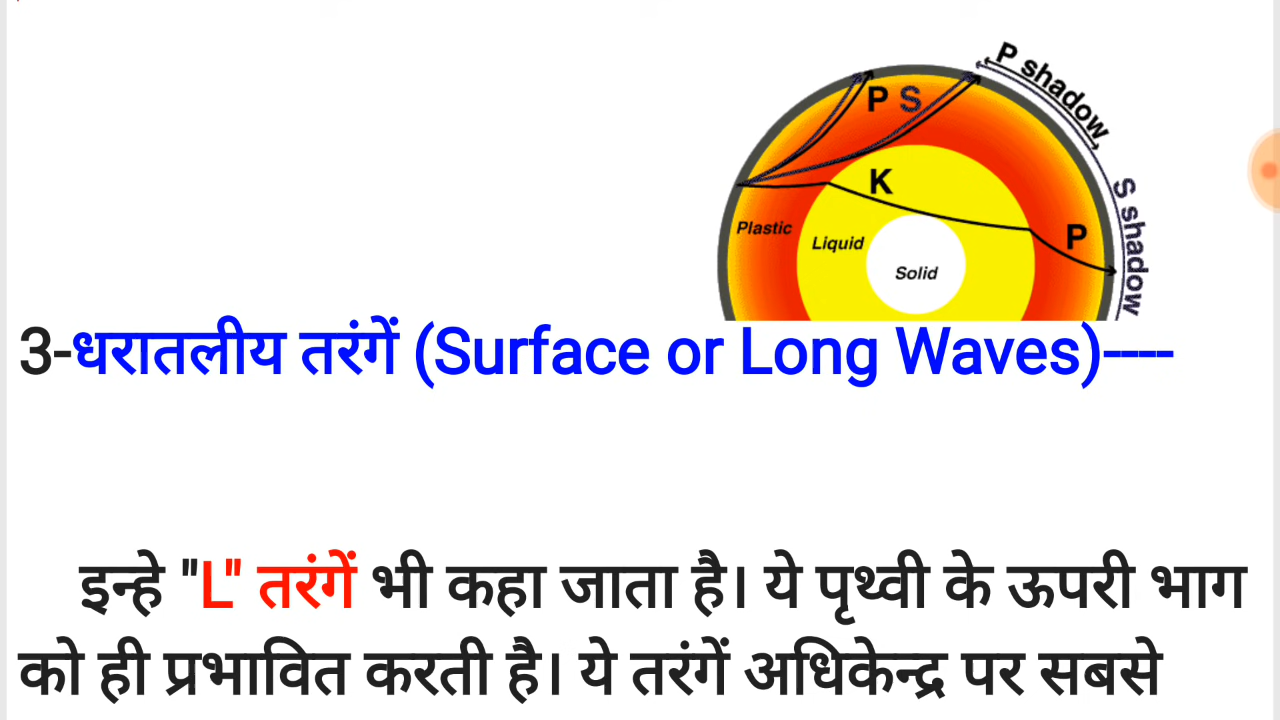 P shadow
P S
K
S shadow
Plastic
Liquid
P
Solid
3-धरातलीय तरंगें (Surface or Long Waves)----
इन्हे "L" तरंगें भी कहा जाता है। ये पृथ्वी के ऊपरी भाग
को ही प्रभावित करती है। ये तरंगें अधिकेन्द्र पर सबसे